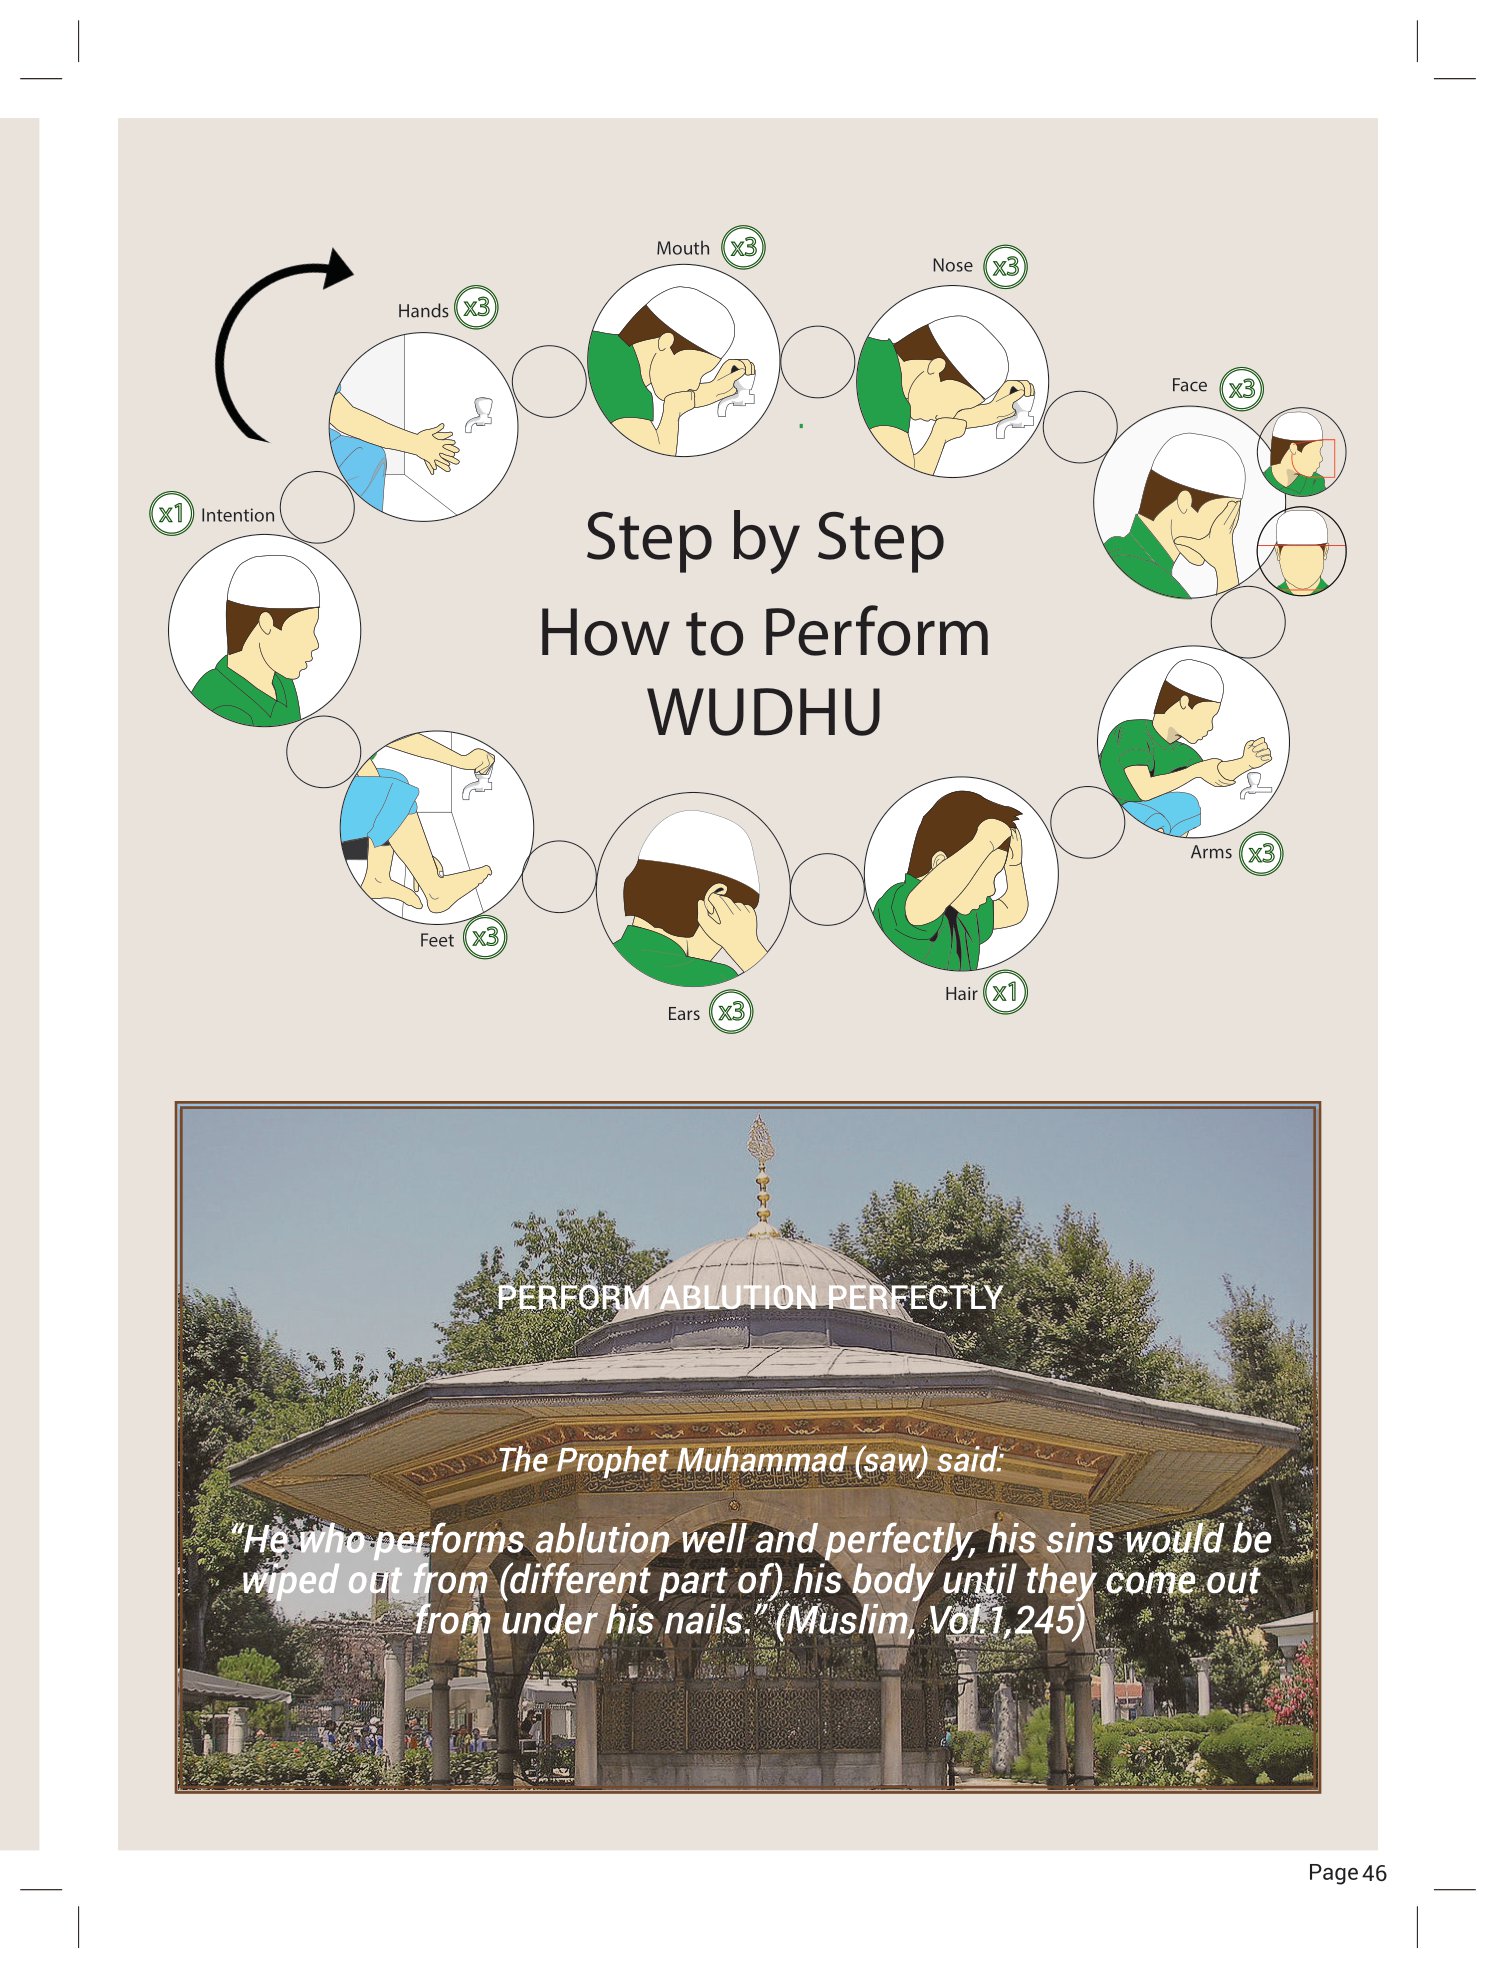 Mouth x3
Nose x3
Hands x3
Face x3
x1 Intention
Step by Step
How to Perform
WUDHU
Arms x3
Feet x3
Hair x1
Ears x3
PERFORM ABLUTION PERFECTLY
The Prophet Muhammad (saw) said:
“He who performs ablution well and perfectly, his sins would be
wiped out from (different part of) his body until they come out
from under his nails.” (Muslim, Vol.1,245)
Page 46